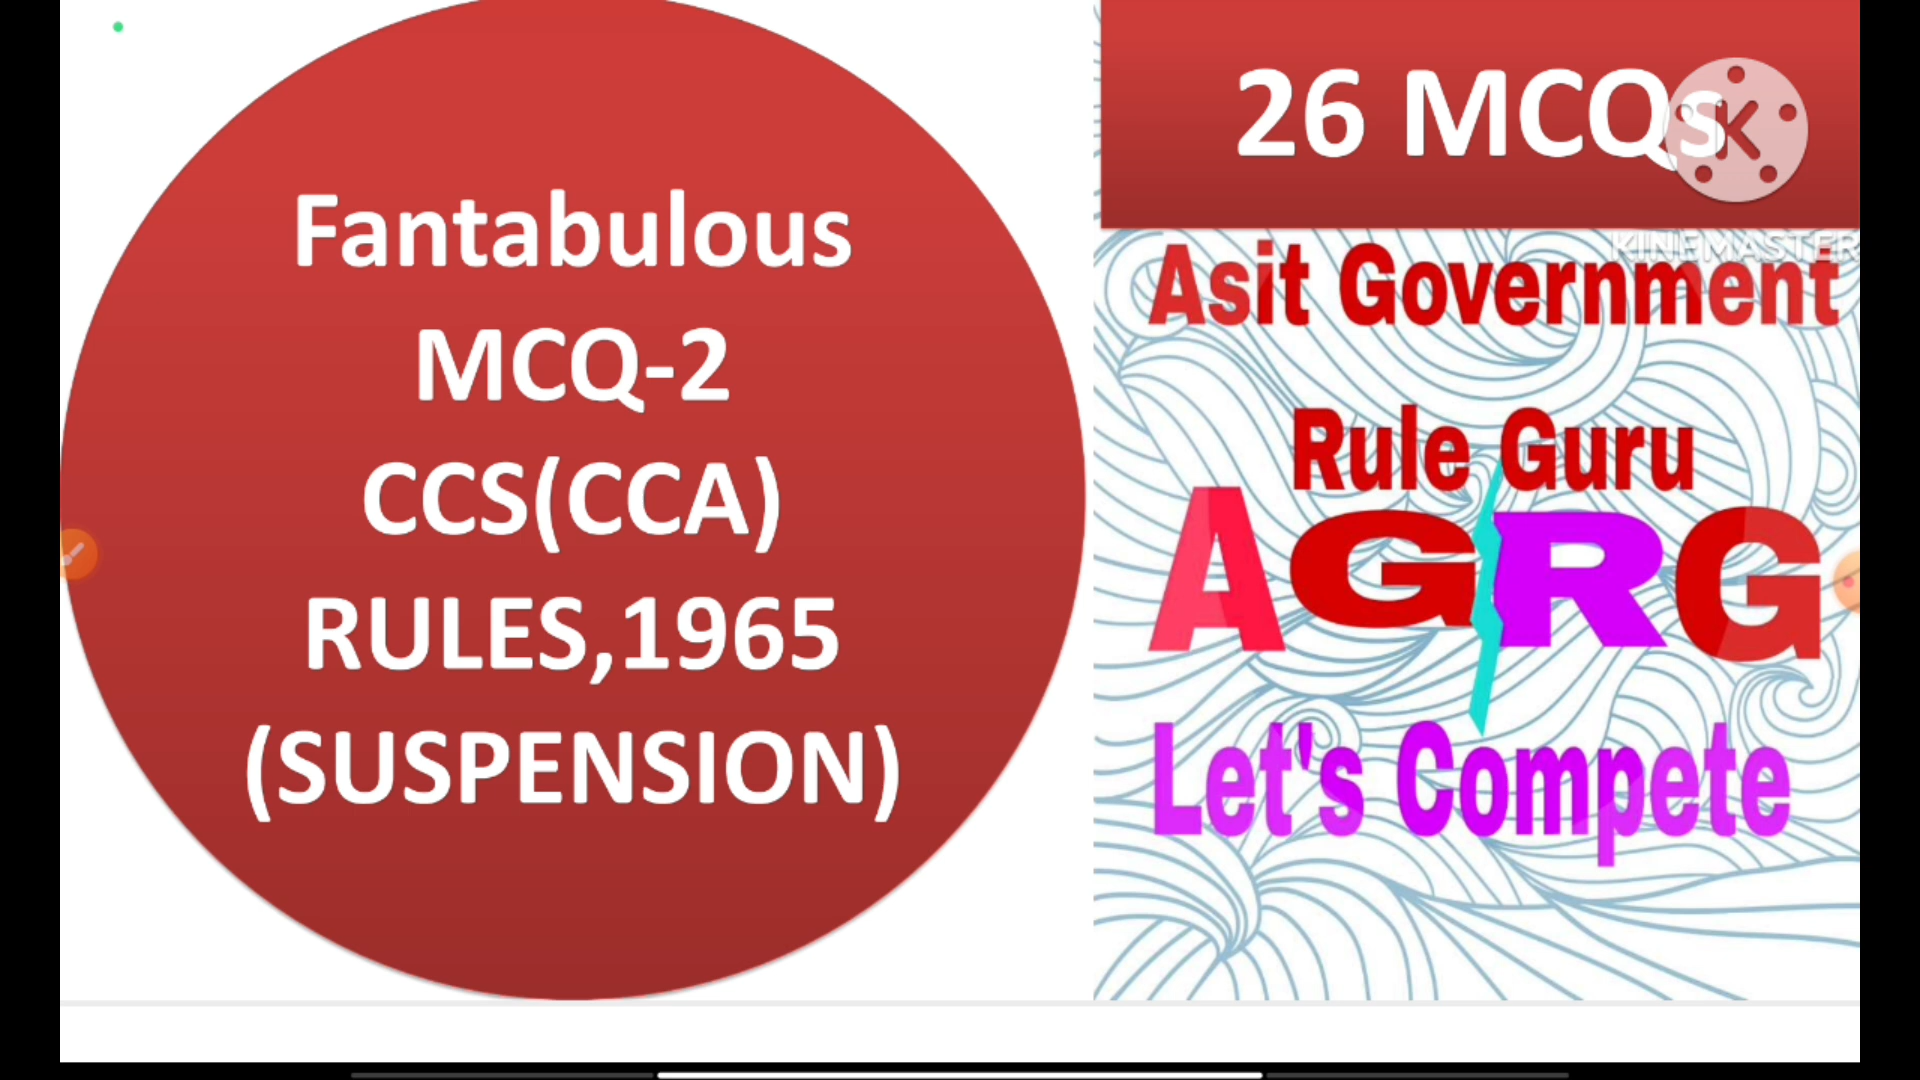 Fantabulous
MCQ-2
CCS(CCA)
RULES,1965
(SUSPENSION)
26 MCQs
K
KINEMASTER
Asit Government
Rule Guru
AGRG
Let's Compete